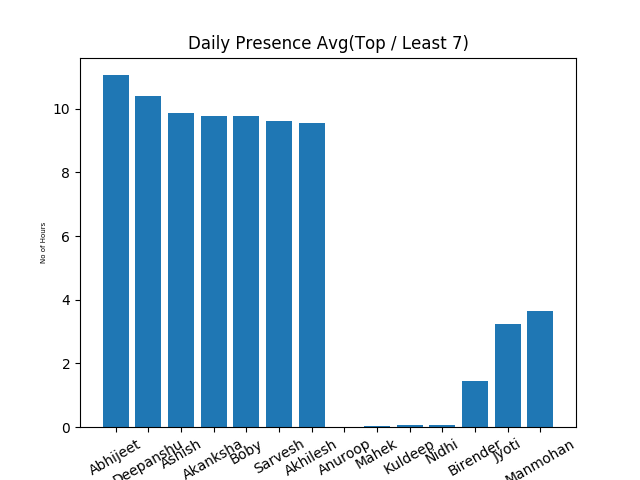 Daily Presence Avg(Top / Least 7)
No of Hours
10
8
6
4
2
0
Abhijeet
Deepanshu
Ashish
Akanksha
Boby
Sarvesh
Akhilesh
Anuroop
Mahek
Kuldeep
Nidhi
Birender
Jyoti
Manmohan